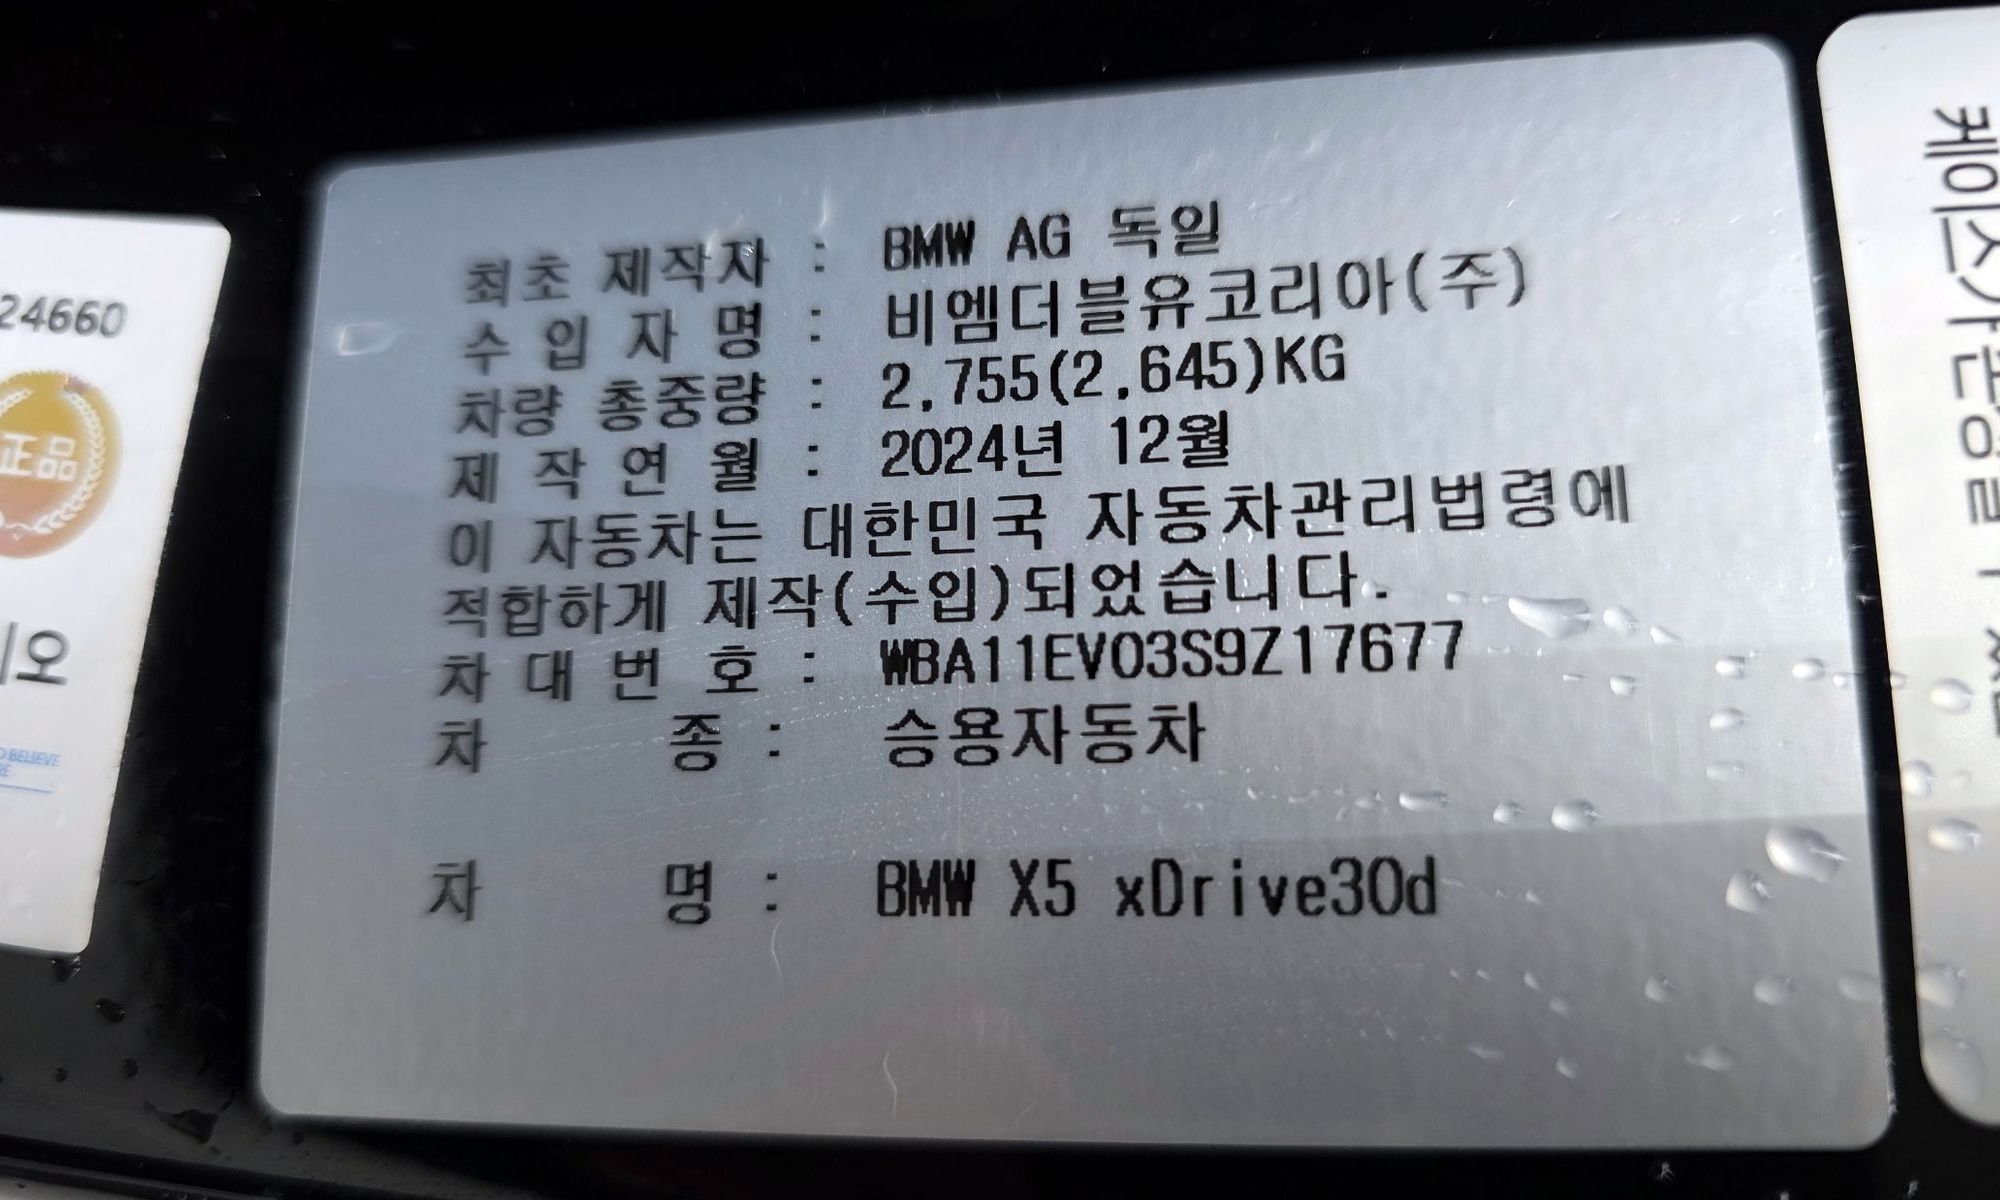 최초 제작자 : BMW AG 독일
수 입 자 명 : 비엠더블유코리아(주)
차량 총중량 : 2,755(2,645)KG
제 작 연 월 : 2024년 12월
이 자동차는 대한민국 자동차관리법령에
적합하게 제작(수입)되었습니다.
차 대 번 호 : WBA11EV03S9Z17677
차 종 : 승용자동차
차 명 : BMW X5 xDrive30d
24660
正品
BELIEVE